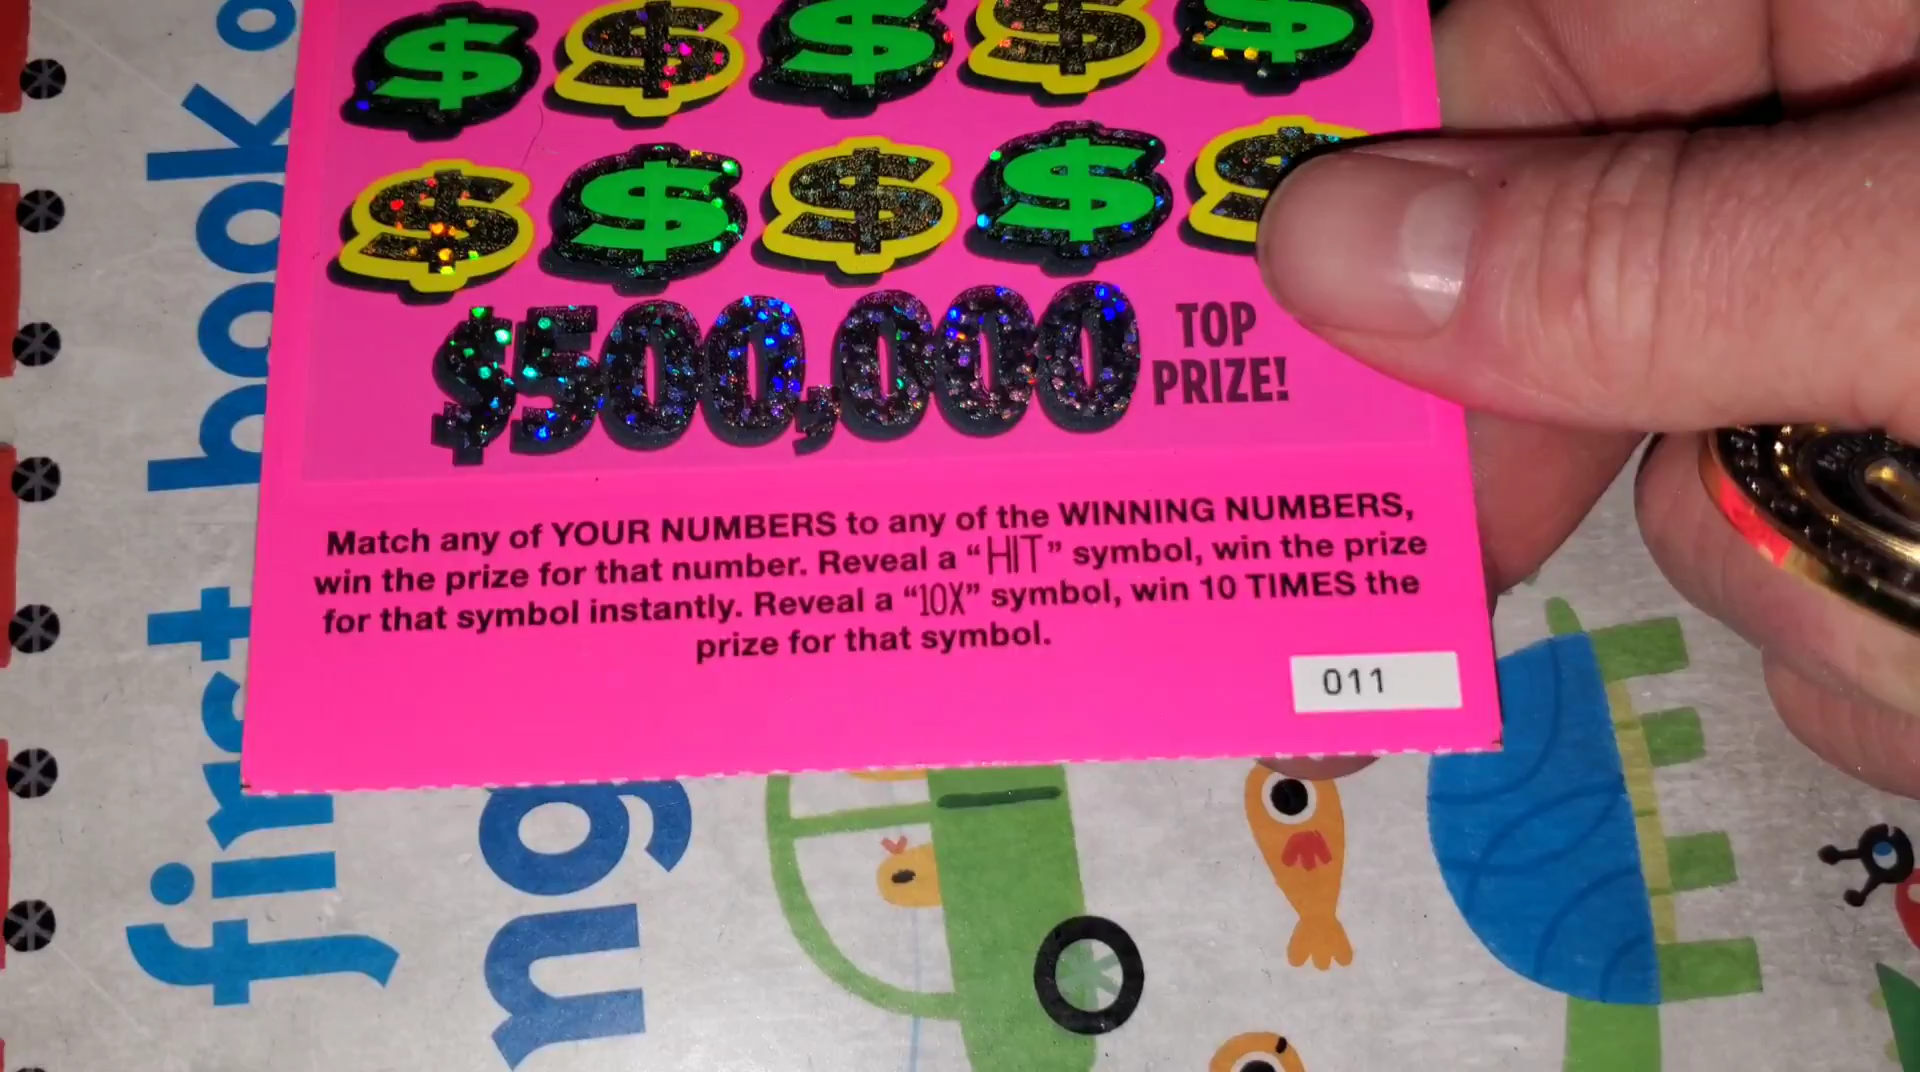 $ $ $ $ $
$ $ $ $ $
$500,000
TOP
PRIZE!
Match any of YOUR NUMBERS to any of the WINNING NUMBERS,
win the prize for that number. Reveal a “HIT” symbol, win the prize
for that symbol instantly. Reveal a “10X” symbol, win 10 TIMES the
prize for that symbol.
011
first book o
ng